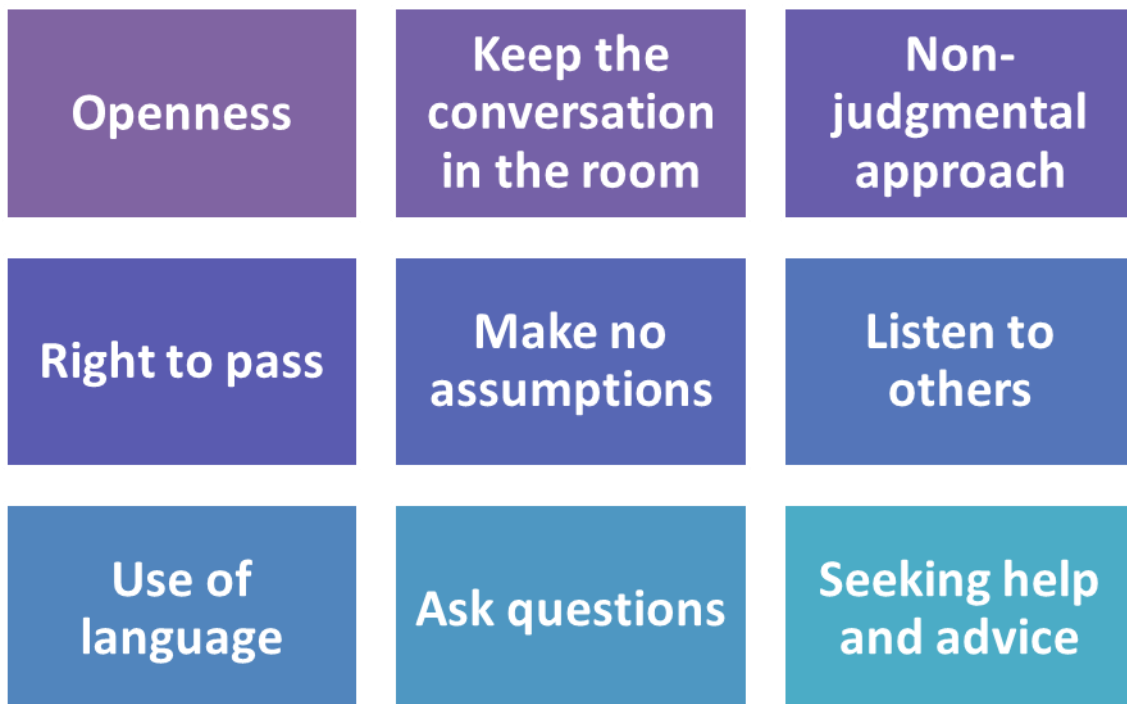 Openness
Keep the
conversation
in the room
Non-
judgmental
approach
Right to pass
Make no
assumptions
Listen to
others
Use of
language
Ask questions
Seeking help
and advice